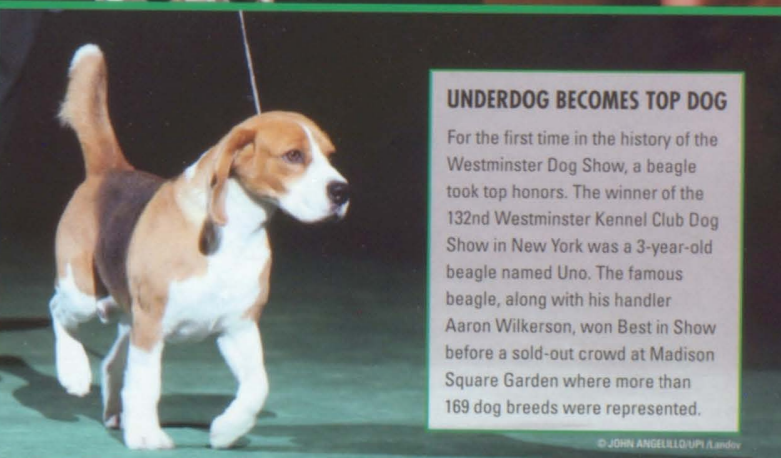 UNDERDOG BECOMES TOP DOG
For the first time in the history of the
Westminster Dog Show, a beagle
took top honors. The winner of the
132nd Westminster Kennel Club Dog
Show in New York was a 3-year-old
beagle named Uno. The famous
beagle, along with his handler
Aaron Wilkerson, won Best in Show
before a sold-out crowd at Madison
Square Garden where more than
169 dog breeds were represented.
© JOHN ANGELILLO/UPI /Landov